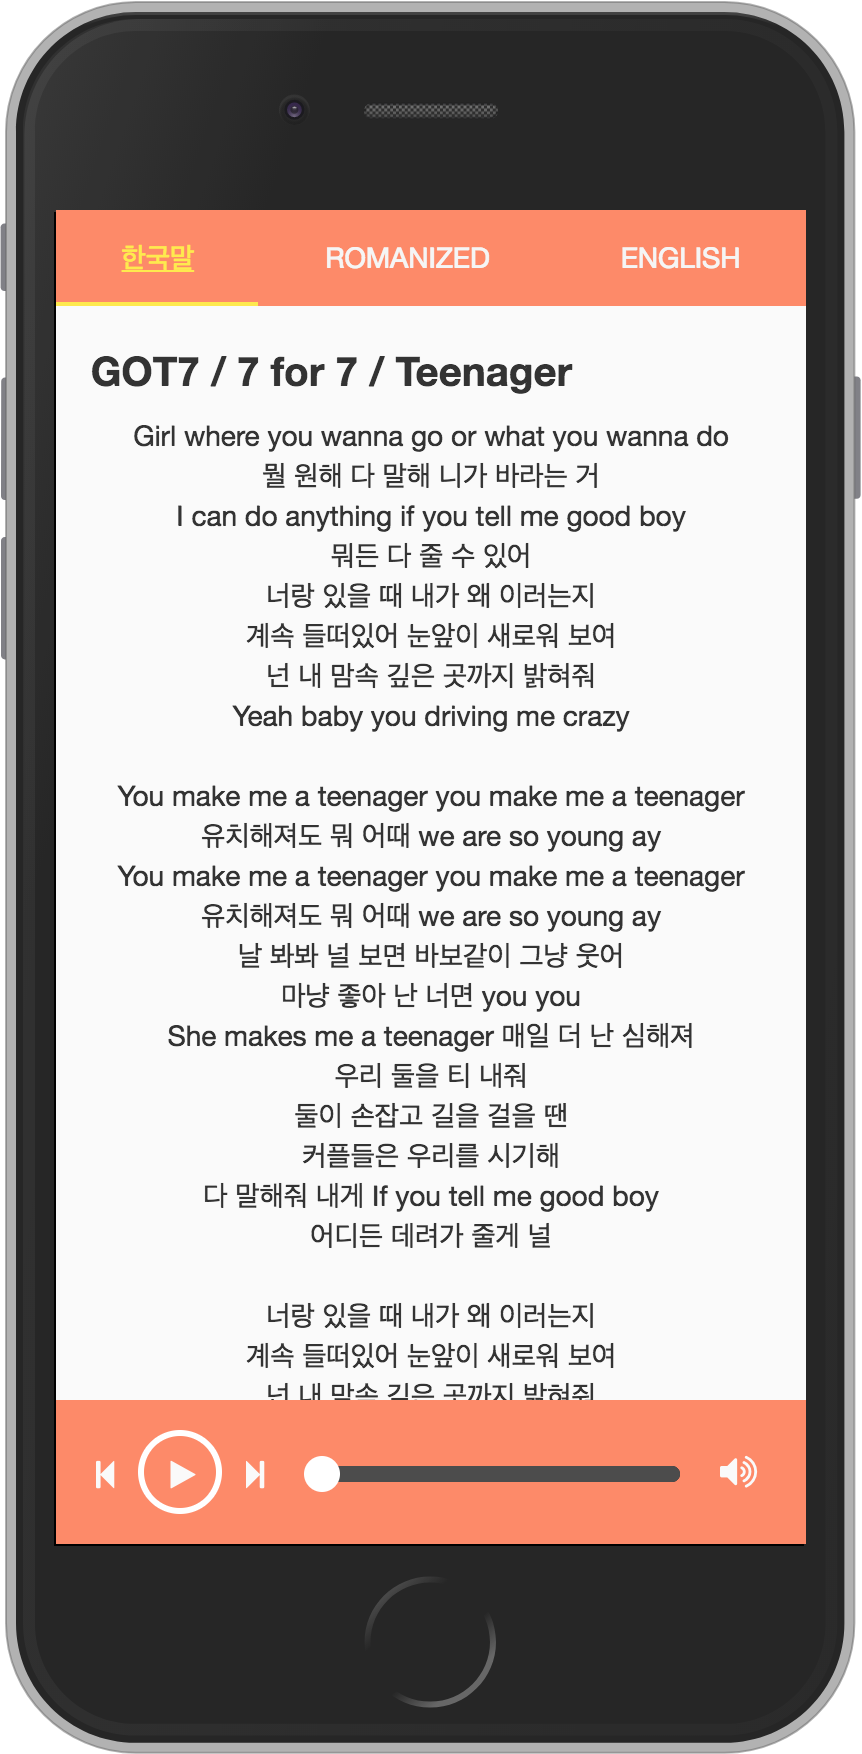 한국말
ROMANIZED
ENGLISH
GOT7 / 7 for 7 / Teenager
Girl where you wanna go or what you wanna do
뭘 원해 다 말해 니가 바라는 거
I can do anything if you tell me good boy
뭐든 다 줄 수 있어
너랑 있을 때 내가 왜 이러는지
계속 들떠있어 눈앞이 새로워 보여
넌 내 맘속 깊은 곳까지 밝혀줘
Yeah baby you driving me crazy
You make me a teenager you make me a teenager
유치해져도 뭐 어때 we are so young ay
You make me a teenager you make me a teenager
유치해져도 뭐 어때 we are so young ay
날 봐봐 널 보면 바보같이 그냥 웃어
마냥 좋아 난 너면 you you
She makes me a teenager 매일 더 난 심해져
우리 둘을 티 내줘
둘이 손잡고 길을 걸을 땐
커플들은 우리를 시기해
다 말해줘 내게 If you tell me good boy
어디든 데려가 줄게 널
너랑 있을 때 내가 왜 이러는지
계속 들떠있어 눈앞이 새로워 보여
넌 내 맘속 깊은 곳까지 밝혀줘